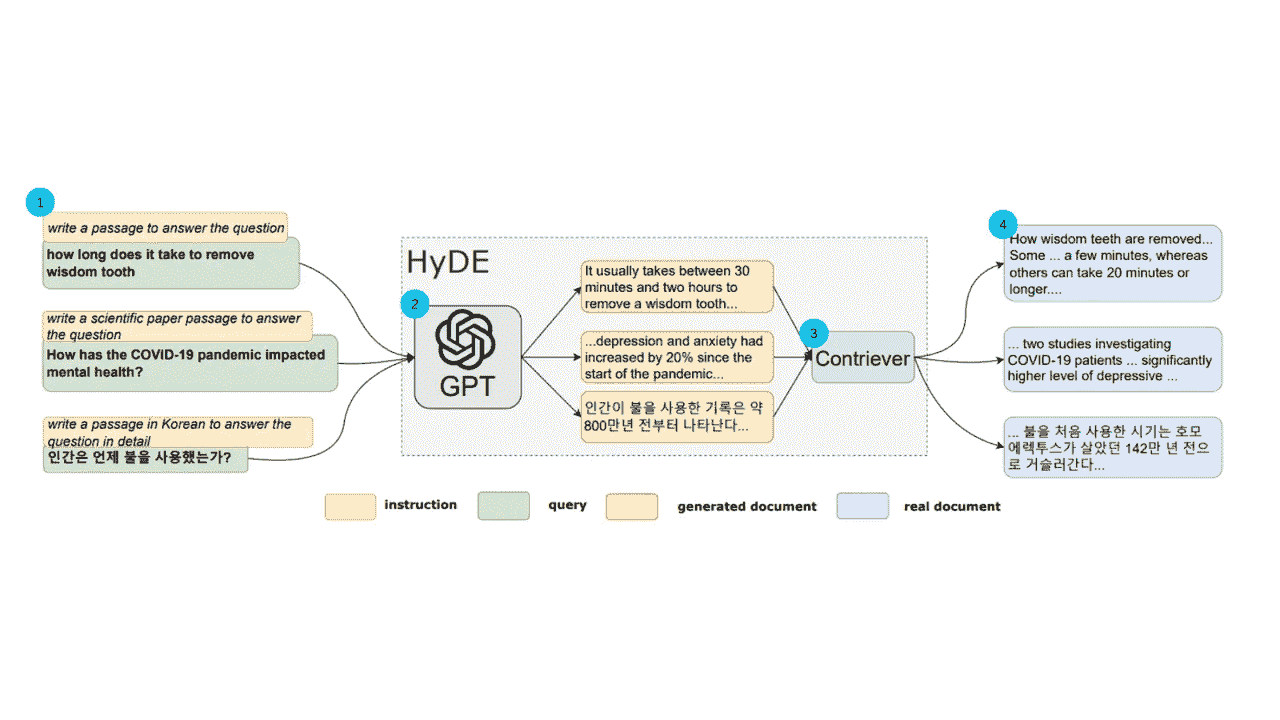 1
write a passage to answer the question
how long does it take to remove
wisdom tooth
write a scientific paper passage to answer
the question
How has the COVID-19 pandemic impacted
mental health?
write a passage in Korean to answer the
question in detail
인간은 언제 불을 사용했는가?
HyDE
2
GPT
It usually takes between 30
minutes and two hours to
remove a wisdom tooth...
...depression and anxiety had
increased by 20% since the
start of the pandemic...
인간이 불을 사용한 기록은 약
800만년 전부터 나타난다...
3
Contriever
4
How wisdom teeth are removed...
Some ... a few minutes, whereas
others can take 20 minutes or
longer....
... two studies investigating
COVID-19 patients ... significantly
higher level of depressive ...
... 불을 처음 사용한 시기는 호모
에렉투스가 살았던 142만 년 전으
로 거슬러간다...
instruction
query
generated document
real document